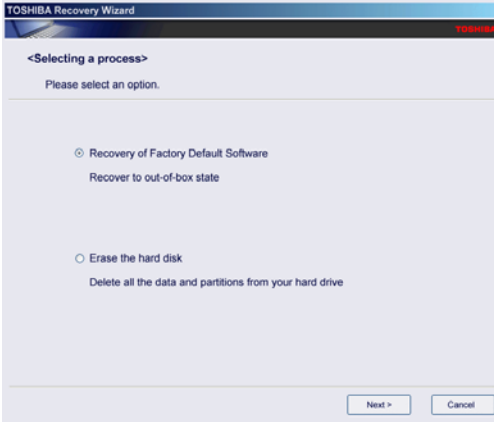 TOSHIBA Recovery Wizard
TOSHIBA
<Selecting a process>
Please select an option.
Recovery of Factory Default Software
Recover to out-of-box state
Erase the hard disk
Delete all the data and partitions from your hard drive
Next > Cancel